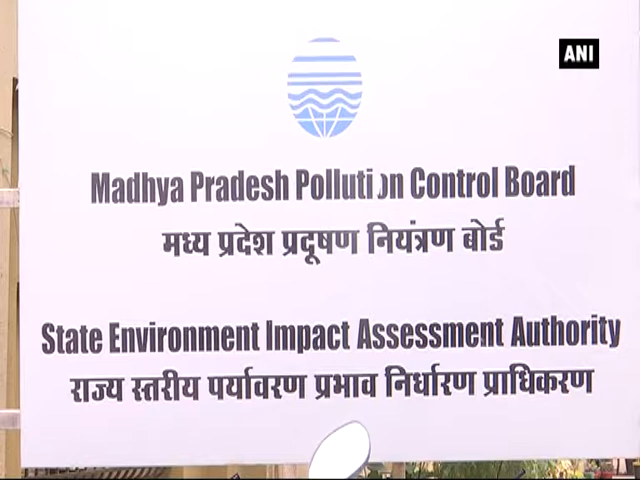 ANI
Madhya Pradesh Pollution Control Board
मध्य प्रदेश प्रदूषण नियंत्रण बोर्ड
State Environment Impact Assessment Authority
राज्य स्तरीय पर्यावरण प्रभाव निर्धारण प्राधिकरण